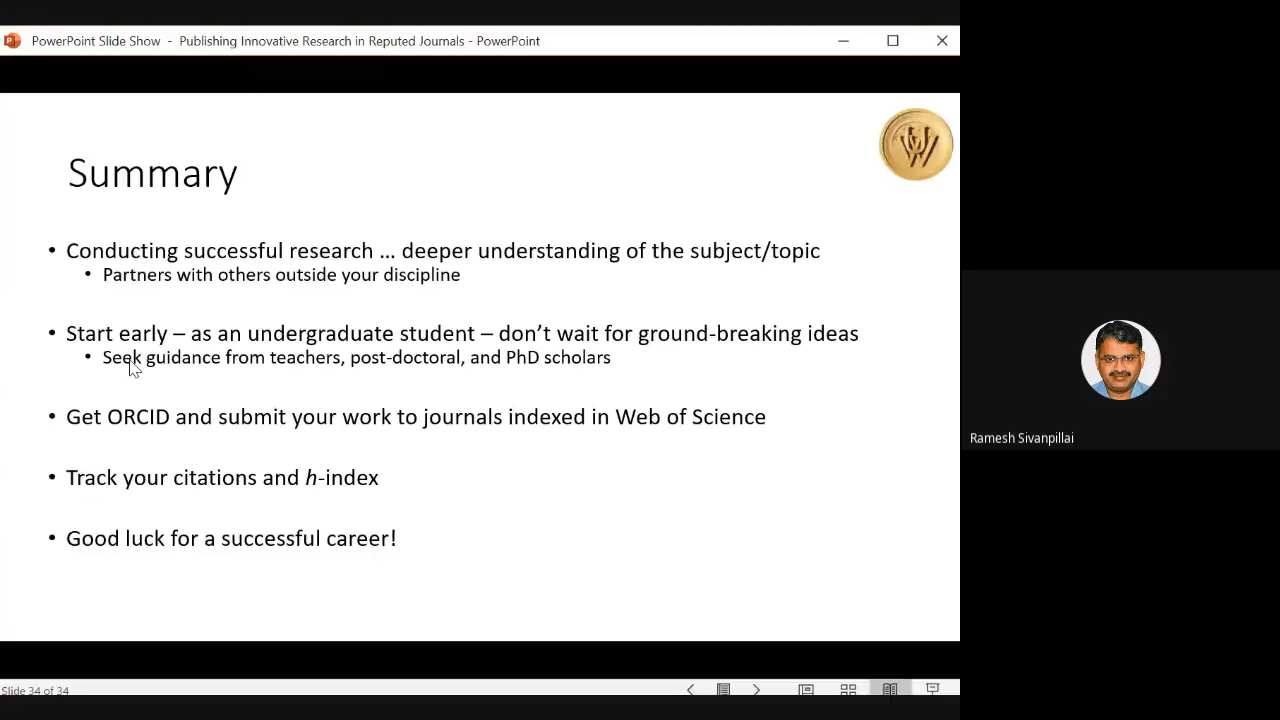 PowerPoint Slide Show - Publishing Innovative Research in Reputed Journals - PowerPoint
UW
Summary
• Conducting successful research ... deeper understanding of the subject/topic
• Partners with others outside your discipline
• Start early – as an undergraduate student – don’t wait for ground-breaking ideas
• Seek guidance from teachers, post-doctoral, and PhD scholars
• Get ORCID and submit your work to journals indexed in Web of Science
• Track your citations and h-index
• Good luck for a successful career!
Ramesh Sivanpillai
Slide 34 of 34